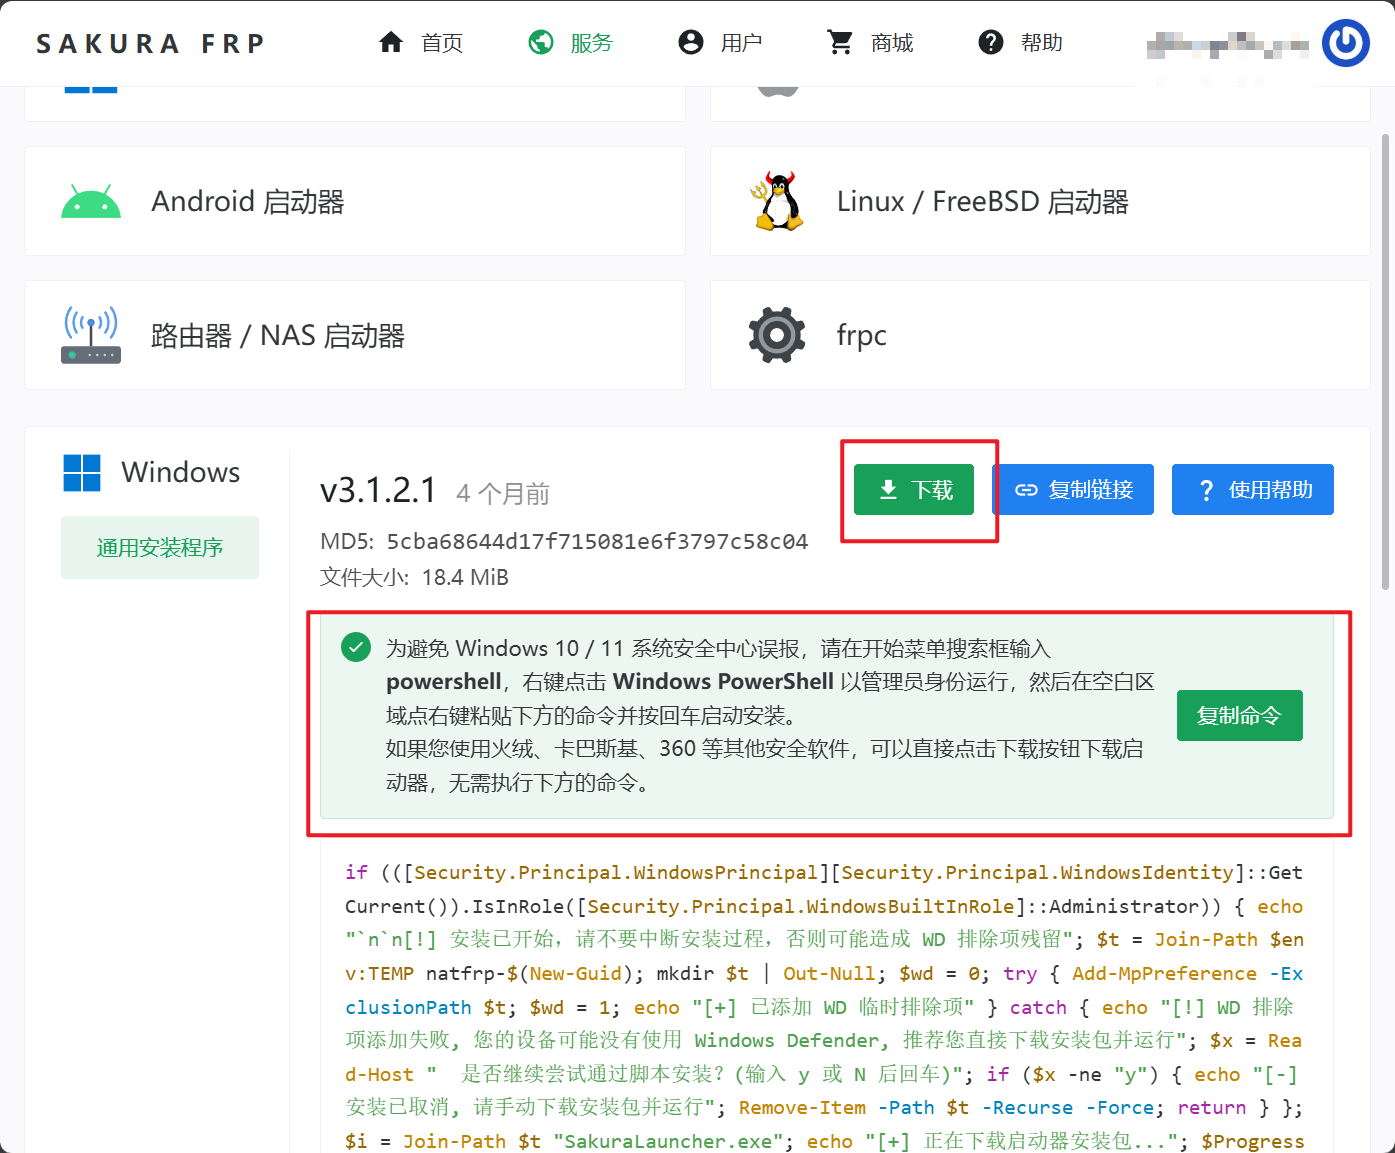 SAKURA FRP
首页
服务
用户
商城
帮助
Android 启动器
Linux / FreeBSD 启动器
路由器 / NAS 启动器
frpc
Windows
通用安装程序
v3.1.2.1 4 个月前
下载
复制链接
? 使用帮助
MD5: 5cba68644d17f715081e6f3797c58c04
文件大小: 18.4 MiB
为避免 Windows 10 / 11 系统安全中心误报，请在开始菜单搜索框输入
powershell，右键点击 Windows PowerShell 以管理员身份运行，然后在空白区
域点右键粘贴下方的命令并按回车启动安装。
如果您使用火绒、卡巴斯基、360 等其他安全软件，可以直接点击下载按钮下载启
动器，无需执行下方的命令。
复制命令
if (([Security.Principal.WindowsPrincipal][Security.Principal.WindowsIdentity]::Get
Current()).IsInRole([Security.Principal.WindowsBuiltInRole]::Administrator)) { echo
"`n`n[!] 安装已开始，请不要中断安装过程，否则可能造成 WD 排除项残留"; $t = Join-Path $en
v:TEMP natfrp-$(New-Guid); mkdir $t | Out-Null; $wd = 0; try { Add-MpPreference -Ex
clusionPath $t; $wd = 1; echo "[+] 已添加 WD 临时排除项" } catch { echo "[!] WD 排除
项添加失败, 您的设备可能没有使用 Windows Defender, 推荐您直接下载安装包并运行"; $x = Rea
d-Host "  是否继续尝试通过脚本安装? (输入 y 或 N 后回车)"; if ($x -ne "y") { echo "[-]
安装已取消, 请手动下载安装包并运行"; Remove-Item -Path $t -Recurse -Force; return } };
$i = Join-Path $t "SakuraLauncher.exe"; echo "[+] 正在下载启动器安装包..."; $Progress